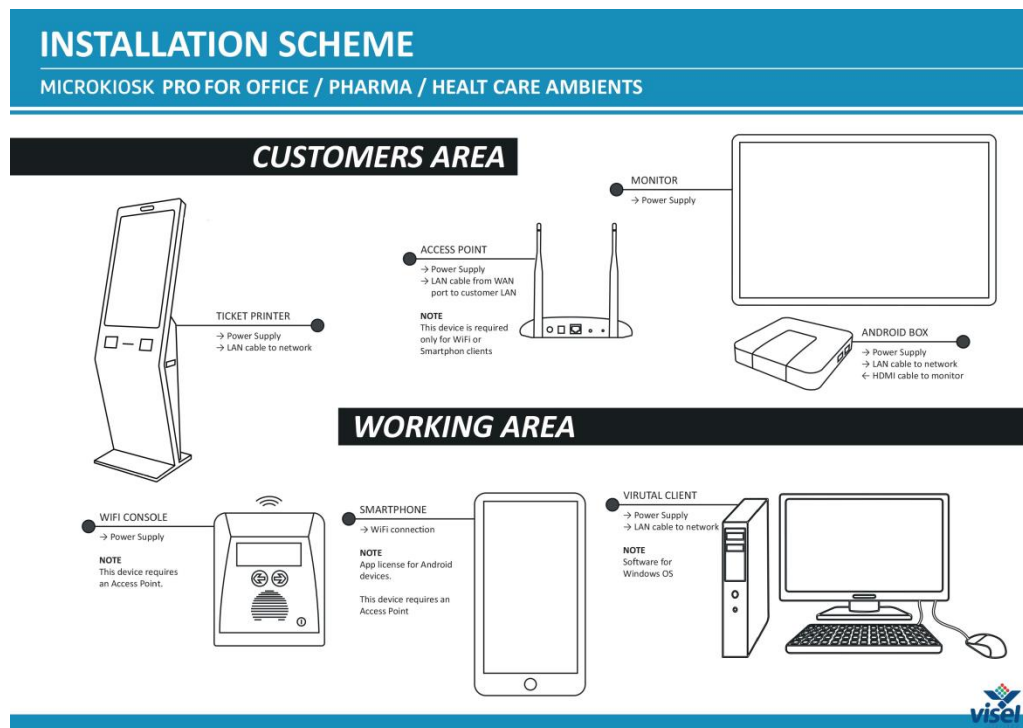 INSTALLATION SCHEME
MICROKIOSK PRO FOR OFFICE / PHARMA / HEALT CARE AMBIENTS
CUSTOMERS AREA
MONITOR
→ Power Supply
ACCESS POINT
→ Power Supply
→ LAN cable from WAN
port to customer LAN
NOTE
This device is required
only for WiFi or
Smartphon clients
TICKET PRINTER
→ Power Supply
→ LAN cable to network
ANDROID BOX
→ Power Supply
→ LAN cable to network
← HDMI cable to monitor
WORKING AREA
WIFI CONSOLE
→ Power Supply
NOTE
This device requires
an Access Point.
SMARTPHONE
→ WiFi connection
NOTE
App license for Android
devices.
This device requires an
Access Point
VIRUTAL CLIENT
→ Power Supply
→ LAN cable to network
NOTE
Software for
Windows OS
visel